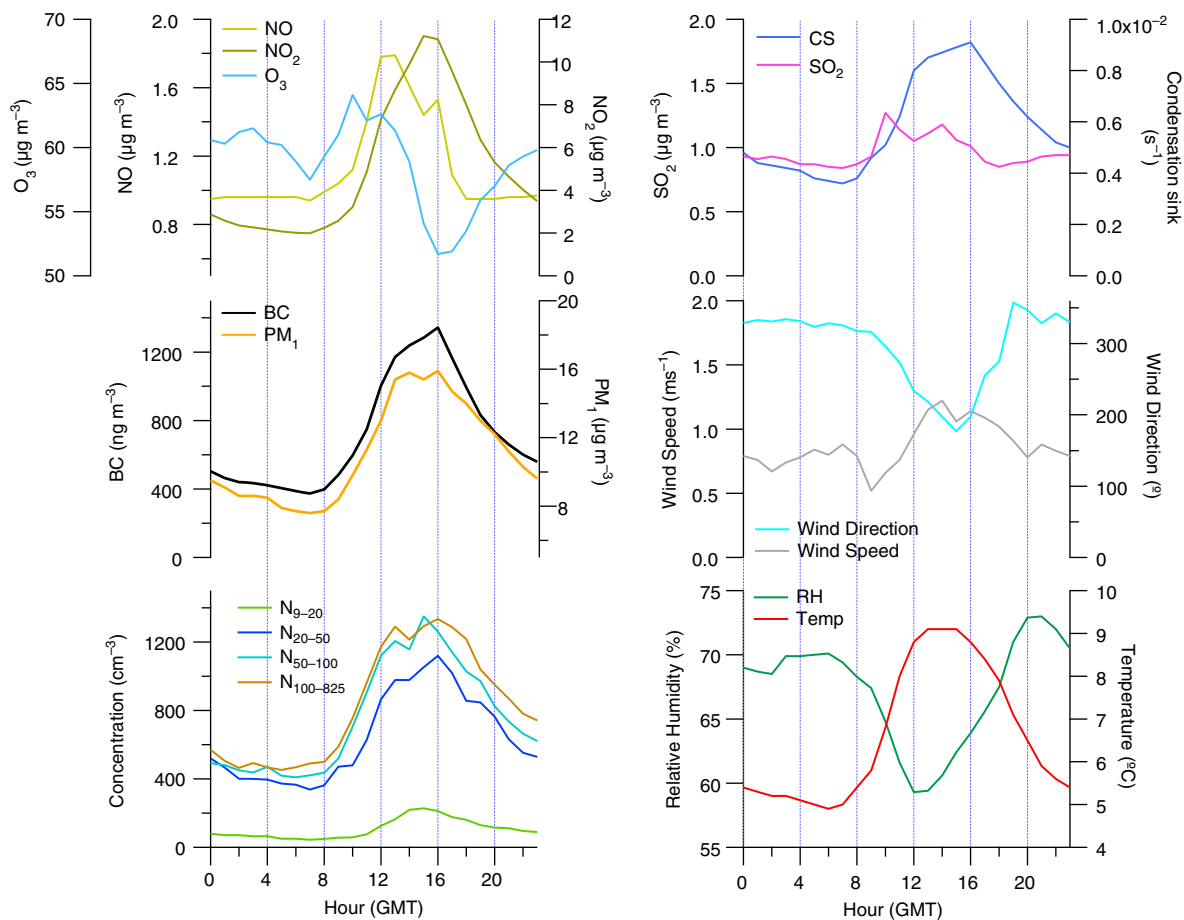 70
65
60
55
50
O3 (µg m–3)
2.0
1.6
1.2
0.8
NO (µg m–3)
NO
NO2
O3
12
10
8
6
4
2
0
NO2 (µg m–3)
2.0
1.5
1.0
0.5
0.0
SO2 (µg m–3)
CS
SO2
1.0x10–2
0.8
0.6
0.4
0.2
0.0
Condensation sink
(s–1)
1200
800
400
0
BC (ng m–3)
BC
PM1
20
16
12
8
PM1 (µg m–3)
2.0
1.5
1.0
0.5
0.0
Wind Speed (ms–1)
Wind Direction
Wind Speed
300
200
100
0
Wind Direction (º)
1200
800
400
0
Concentration (cm–3)
N9–20
N20–50
N50–100
N100–825
0 4 8 12 16 20
Hour (GMT)
75
70
65
60
55
Relative Humidity (%)
RH
Temp
10
9
8
7
6
5
4
Temperature (ºC)
0 4 8 12 16 20
Hour (GMT)